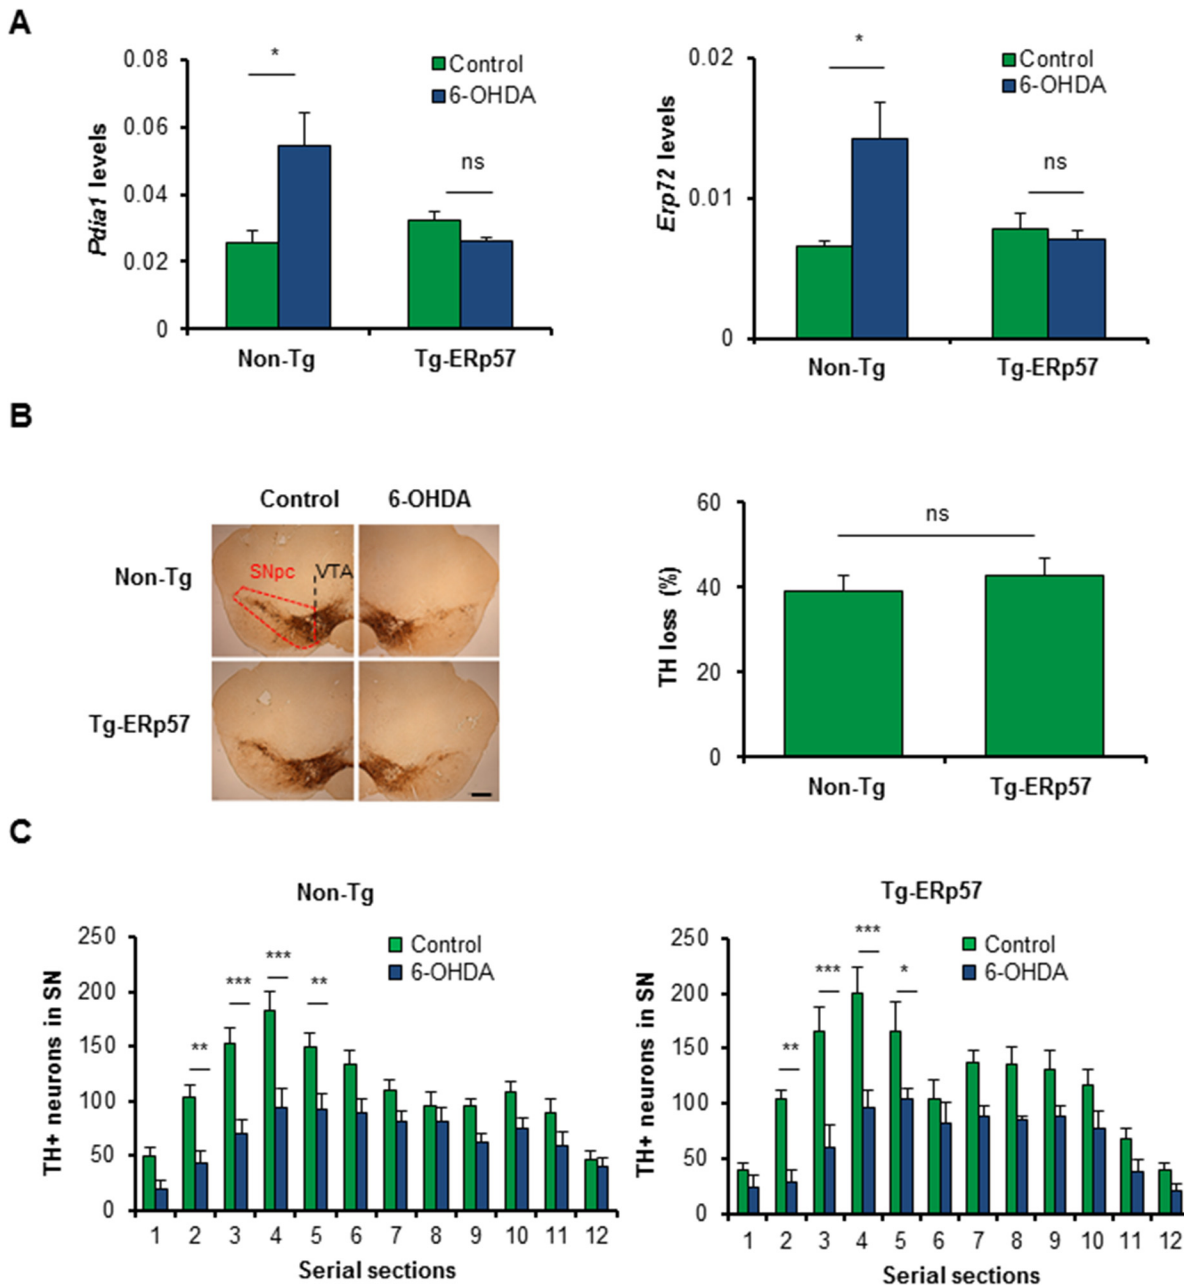 A
Pdia1 levels
0.08
0.06
0.04
0.02
0
*
ns
Control
6-OHDA
Non-Tg
Tg-ERp57
Erp72 levels
0.02
0.01
0
*
ns
Control
6-OHDA
Non-Tg
Tg-ERp57
B
Control 6-OHDA
Non-Tg
SNpc VTA
Tg-ERp57
TH loss (%)
60
40
20
0
ns
Non-Tg
Tg-ERp57
C
Non-Tg
TH+ neurons in SN
250
200
150
100
50
0
** *** *** **
Control
6-OHDA
1 2 3 4 5 6 7 8 9 10 11 12
Serial sections
Tg-ERp57
TH+ neurons in SN
250
200
150
100
50
0
** *** *** *
Control
6-OHDA
1 2 3 4 5 6 7 8 9 10 11 12
Serial sections